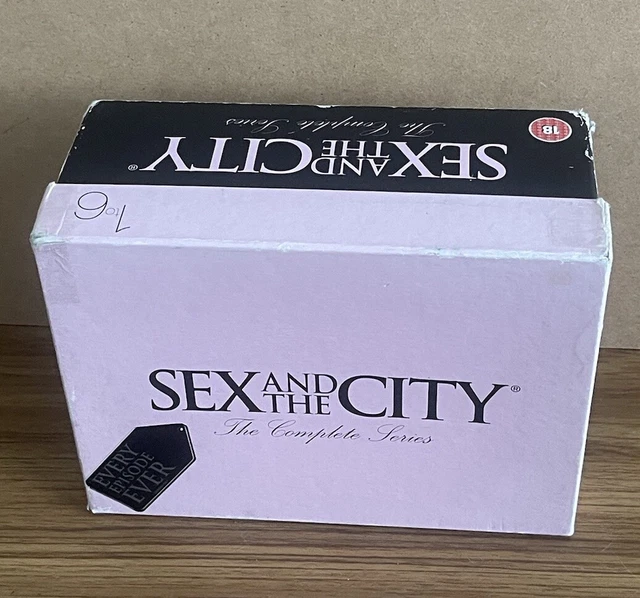 The Complete Series
18
SEX AND THE CITY®
1 to 6
SEX AND THE CITY®
The Complete Series
EVERY
EPISODE
EVER